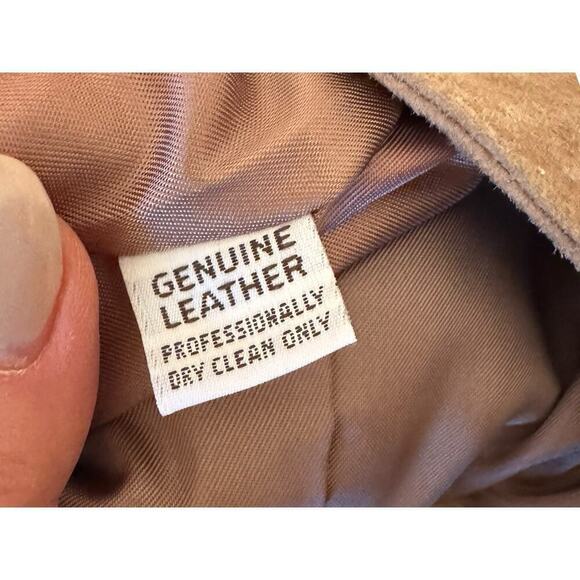 GENUINE
LEATHER
PROFESSIONALLY
DRY CLEAN ONLY